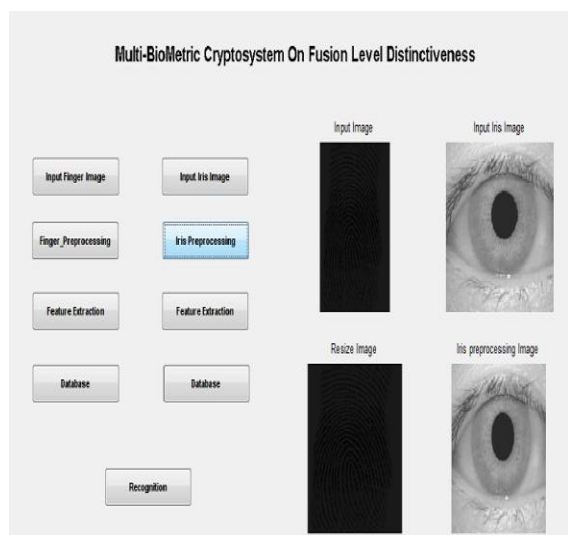 Multi-BioMetric Cryptosystem On Fusion Level Distinctiveness
Input Image
Input Iris Image
Input Finger Image
Input Iris Image
Finger_Preprocessing
Iris Preprocessing
Feature Extraction
Feature Extraction
Resize Image
Iris preprocessing Image
Database
Database
Recognition